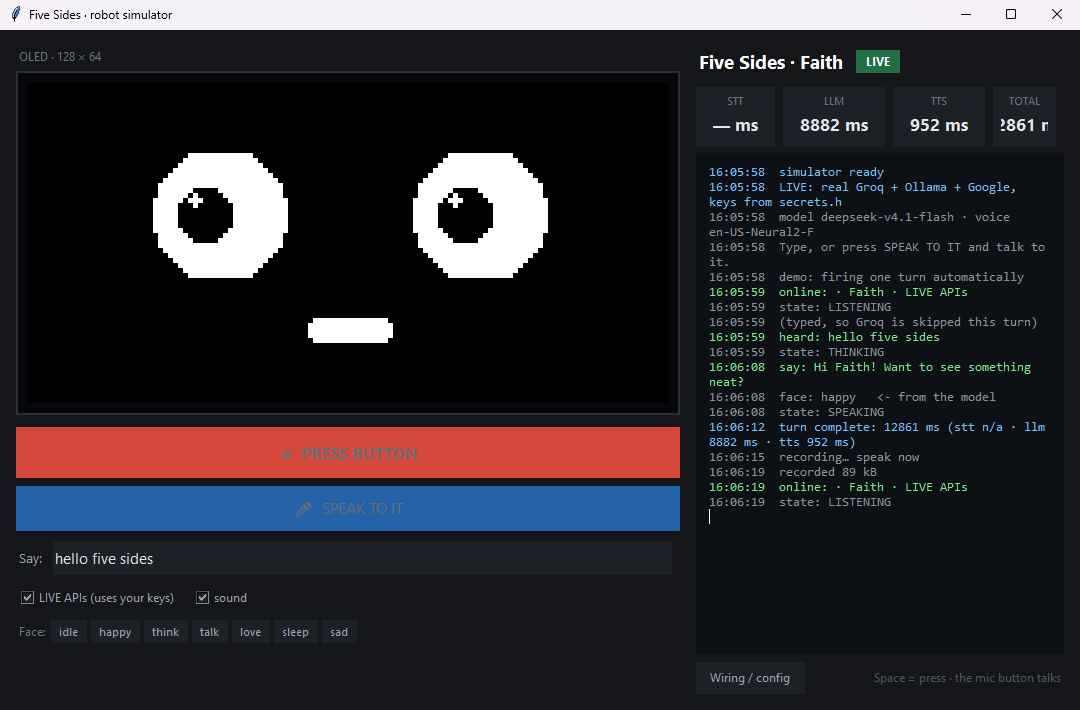 Five Sides · robot simulator
OLED · 128 × 64
PRESS BUTTON
SPEAK TO IT
Say: hello five sides
LIVE APIs (uses your keys) sound
Face: idle happy think talk love sleep sad
Five Sides · Faith LIVE
STT LLM TTS TOTAL
— ms 8882 ms 952 ms
16:05:58 simulator ready
16:05:58 LIVE: real Groq + Ollama + Google,
keys from secrets.h
16:05:58 model deepseek-v4.1-flash · voice
en-US-Neural2-F
16:05:58 Type, or press SPEAK TO IT and talk to
it.
16:05:58 demo: firing one turn automatically
16:05:59 online: · Faith · LIVE APIs
16:05:59 state: LISTENING
16:05:59 (typed, so Groq is skipped this turn)
16:05:59 heard: hello five sides
16:05:59 state: THINKING
16:06:08 say: Hi Faith! Want to see something
neat?
16:06:08 face: happy <- from the model
16:06:08 state: SPEAKING
16:06:12 turn complete: 12861 ms (stt n/a · llm
8882 ms · tts 952 ms)
16:06:15 recording… speak now
16:06:19 recorded 89 kB
16:06:19 online: · Faith · LIVE APIs
16:06:19 state: LISTENING
Wiring / config
Space = press · the mic button talks